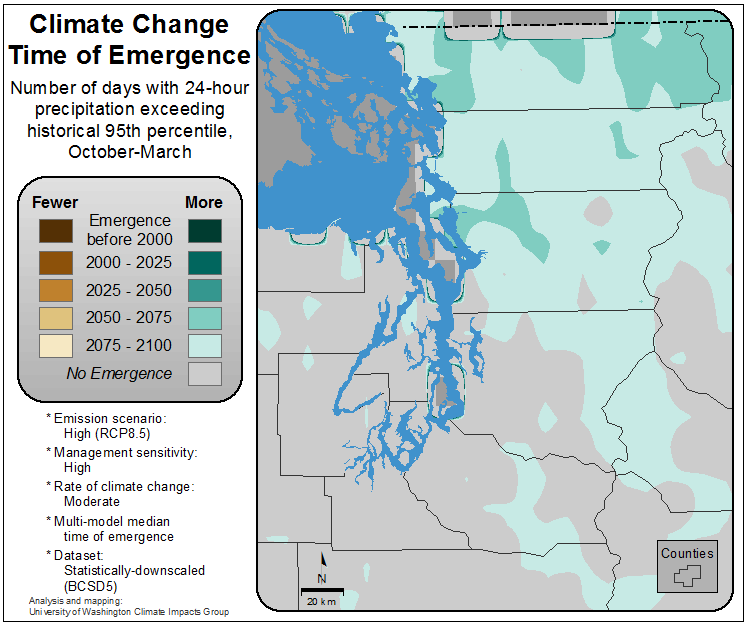 Climate Change
Time of Emergence
Number of days with 24-hour
precipitation exceeding
historical 95th percentile,
October-March
Fewer More
Emergence
before 2000
2000 - 2025
2025 - 2050
2050 - 2075
2075 - 2100
No Emergence
* Emission scenario:
High (RCP8.5)
* Management sensitivity:
High
* Rate of climate change:
Moderate
* Multi-model median
time of emergence
* Dataset:
Statistically-downscaled
(BCSD5)
Analysis and mapping:
University of Washington Climate Impacts Group
N
20 km
Counties